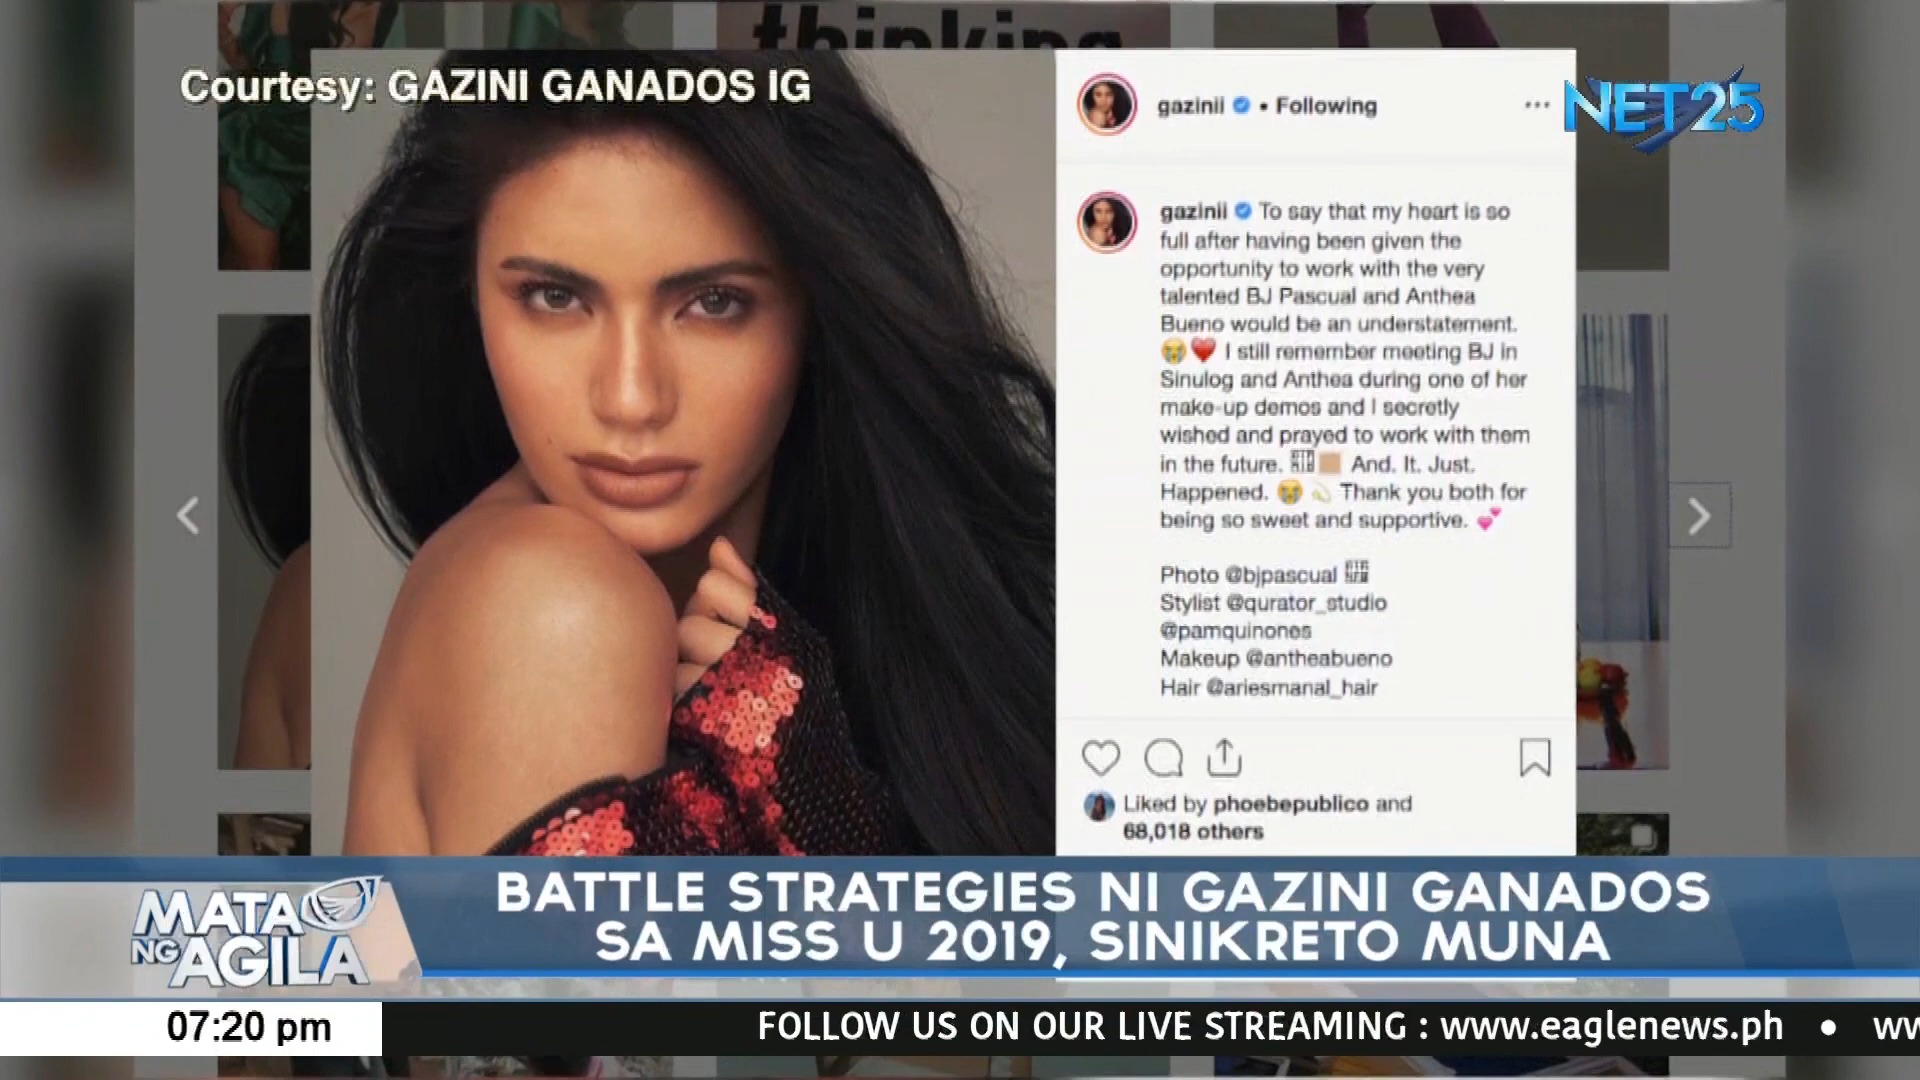 thinking
Courtesy: GAZINI GANADOS IG
gazinii • Following
NET25
gazinii To say that my heart is so
full after having been given the
opportunity to work with the very
talented BJ Pascual and Anthea
Bueno would be an understatement.
😭❤️ I still remember meeting BJ in
Sinulog and Anthea during one of her
make-up demos and I secretly
wished and prayed to work with them
in the future. And. It. Just.
Happened. 😭 💫 Thank you both for
being so sweet and supportive. 💕
Photo @bjpascual
Stylist @qurator_studio
@pamquinones
Makeup @antheabueno
Hair @ariesmanal_hair
Liked by phoebepublico and
68,018 others
MATA
NG AGILA
BATTLE STRATEGIES NI GAZINI GANADOS
SA MISS U 2019, SINIKRETO MUNA
07:20 pm
FOLLOW US ON OUR LIVE STREAMING : www.eaglenews.ph • ww